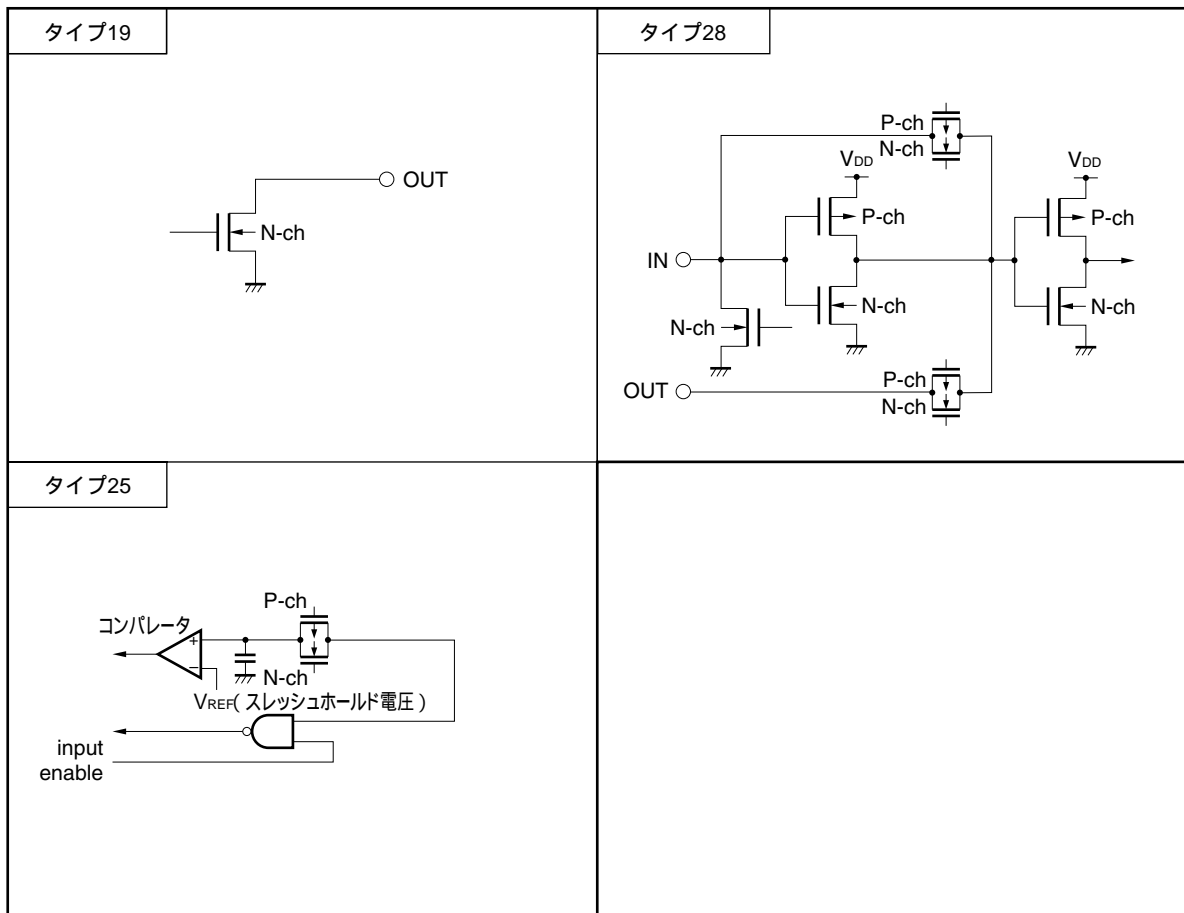 タイプ19
OUT
N-ch
タイプ28
P-ch
N-ch
VDD
VDD
P-ch
P-ch
IN
N-ch
N-ch
N-ch
P-ch
OUT
N-ch
タイプ25
P-ch
コンパレータ
+
−
N-ch
VREF(スレッシュホールド電圧)
input
enable